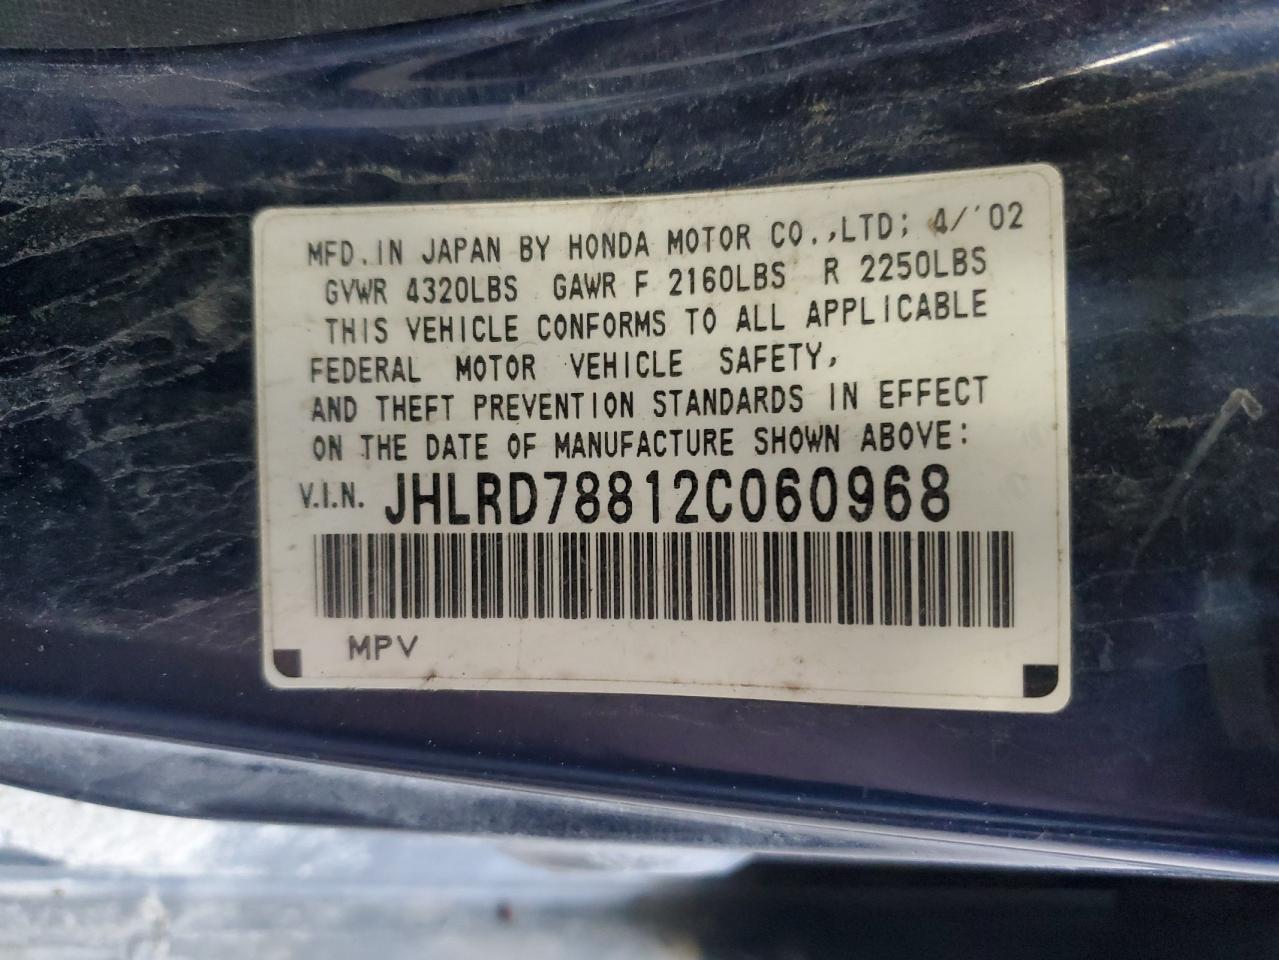 MFD. IN JAPAN BY HONDA MOTOR CO.,LTD; 4/'02
GVWR 4320LBS GAWR F 2160LBS R 2250LBS
THIS VEHICLE CONFORMS TO ALL APPLICABLE
FEDERAL MOTOR VEHICLE SAFETY,
AND THEFT PREVENTION STANDARDS IN EFFECT
ON THE DATE OF MANUFACTURE SHOWN ABOVE:
V.I.N. JHLRD78812C060968
MPV